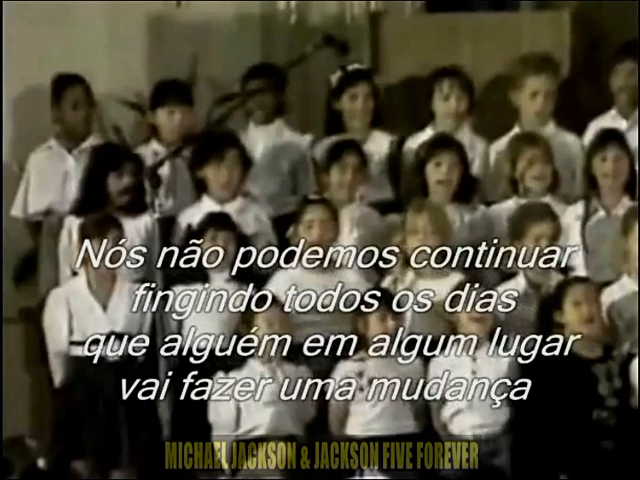 Nós não podemos continuar
fingindo todos os dias
que alguém em algum lugar
vai fazer uma mudança
MICHAEL JACKSON & JACKSON FIVE FOREVER